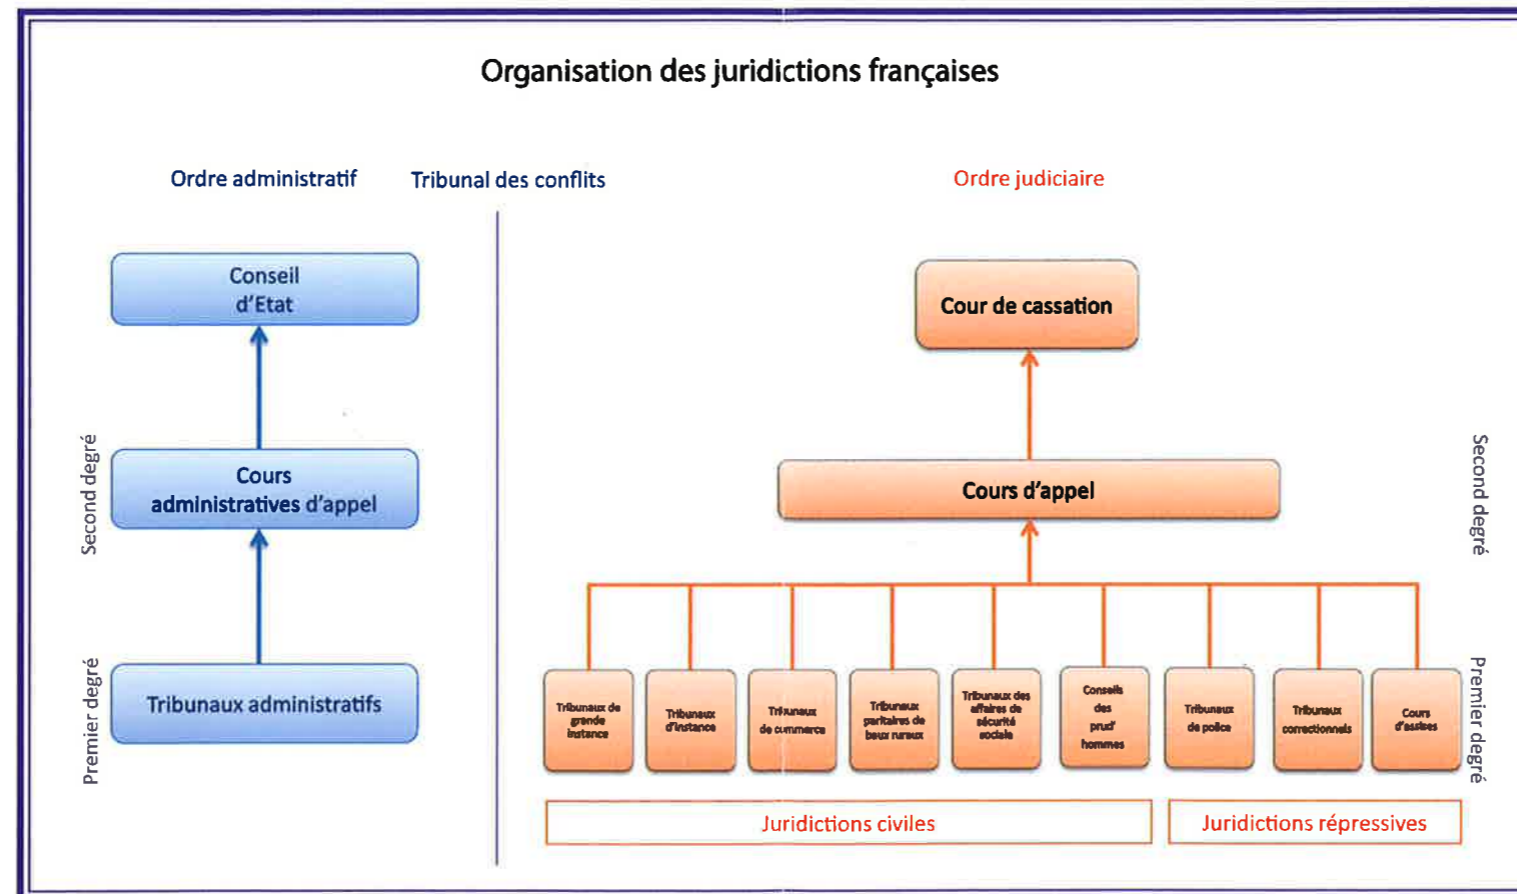 Organisation des juridictions françaises
Ordre administratif
Tribunal des conflits
Ordre judiciaire
Conseil
d'Etat
Cour de cassation
Second degré
Cours
administratives d'appel
Cours d'appel
Second degré
Premier degré
Tribunaux administratifs
Tribunaux de
grande
instance
Tribunaux
d'instance
Tribunaux
de commerce
Tribunaux
paritaires de
baux ruraux
Tribunaux des
affaires de
sécurité
sociale
Conseils
des
prud'
hommes
Tribunaux
de police
Tribunaux
correctionnels
Cours
d'assises
Premier degré
Juridictions civiles
Juridictions répressives